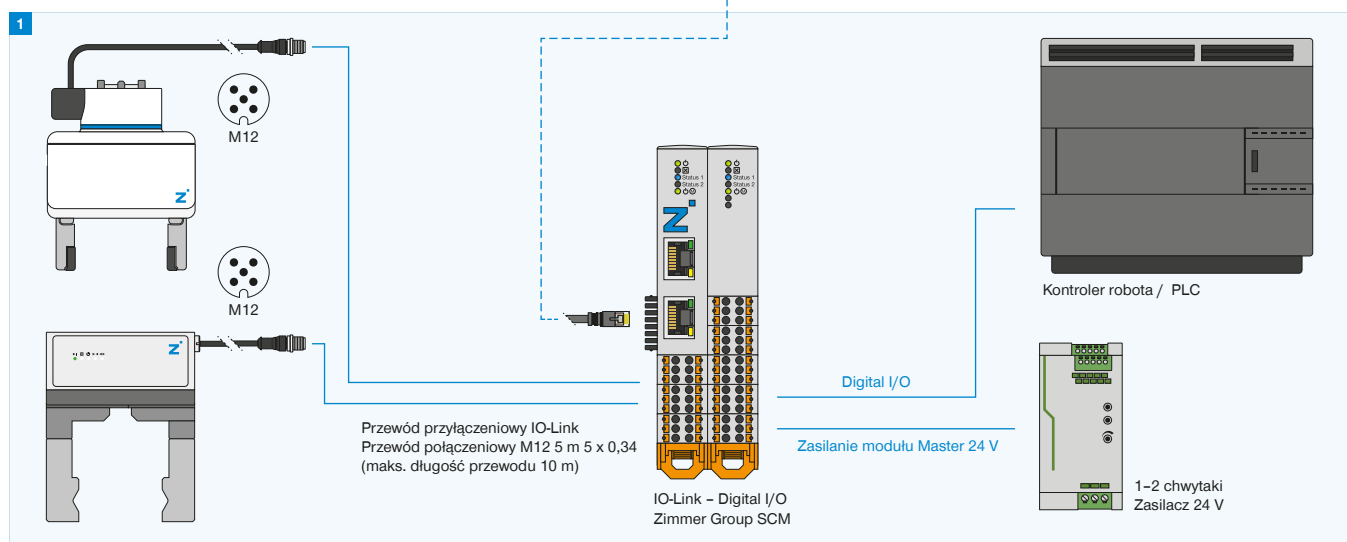 1
M12
M12
Przewód przyłączeniowy IO-Link
Przewód połączeniowy M12 5 m 5 x 0,34
(maks. długość przewodu 10 m)
Status 1
Status 2
Status 1
Status 2
IO-Link – Digital I/O
Zimmer Group SCM
Digital I/O
Zasilanie modułu Master 24 V
Kontroler robota / PLC
1–2 chwytaki
Zasilacz 24 V